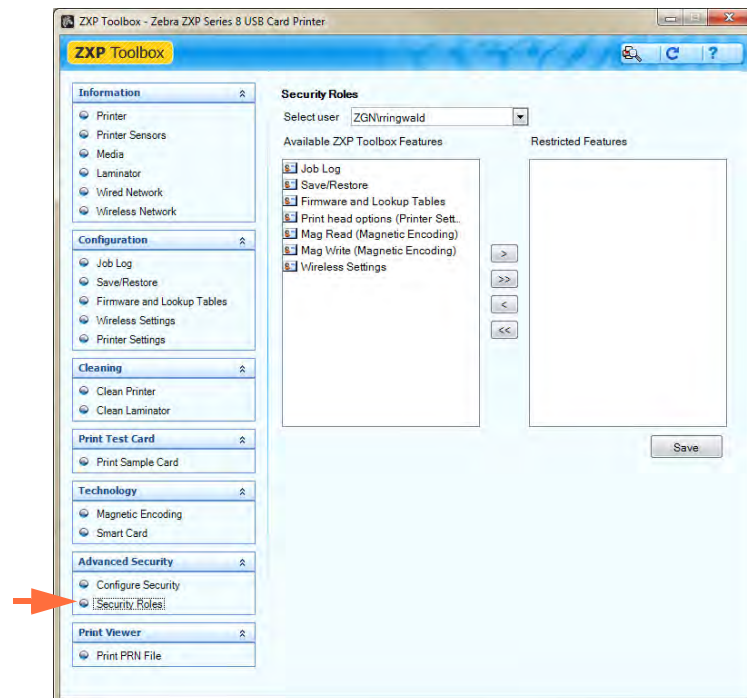 ZXP Toolbox - Zebra ZXP Series 8 USB Card Printer
ZXP Toolbox
?
Information
Printer
Printer Sensors
Media
Laminator
Wired Network
Wireless Network
Configuration
Job Log
Save/Restore
Firmware and Lookup Tables
Wireless Settings
Printer Settings
Cleaning
Clean Printer
Clean Laminator
Print Test Card
Print Sample Card
Technology
Magnetic Encoding
Smart Card
Advanced Security
Configure Security
Security Roles
Print Viewer
Print PRN File
Security Roles
Select user ZGN\rringwald
Available ZXP Toolbox Features
Job Log
Save/Restore
Firmware and Lookup Tables
Print head options (Printer Sett..
Mag Read (Magnetic Encoding)
Mag Write (Magnetic Encoding)
Wireless Settings
>
>>
<
<<
Restricted Features
Save